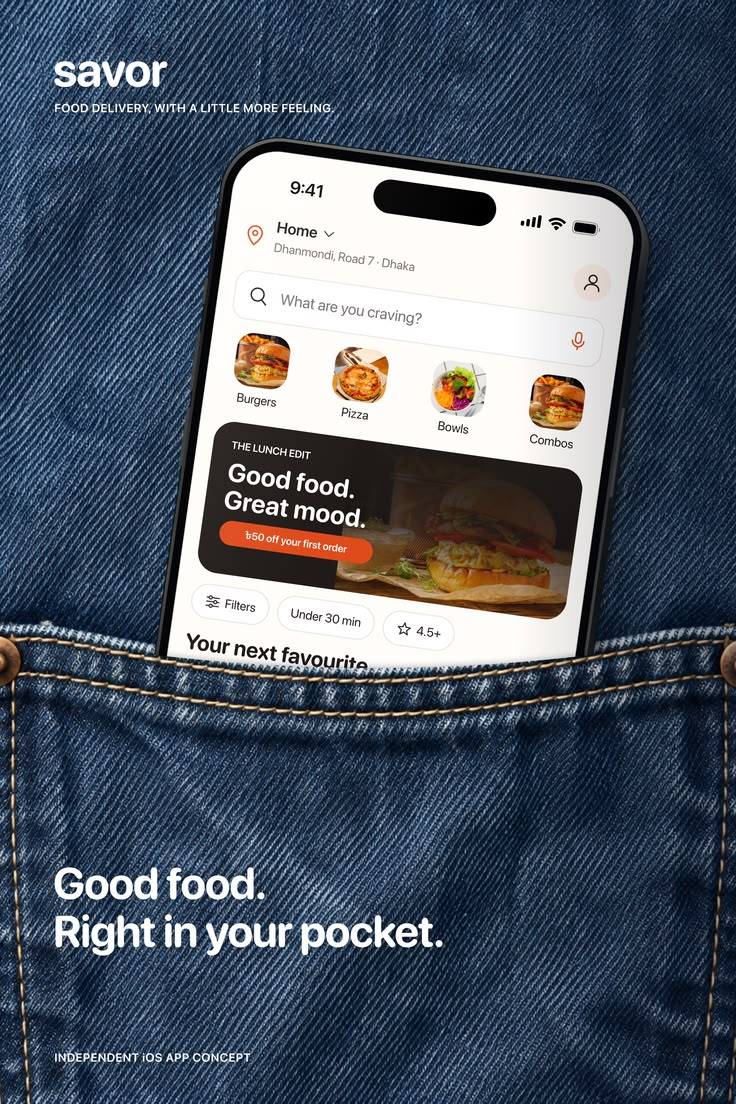 savor
FOOD DELIVERY, WITH A LITTLE MORE FEELING.
9:41
Home
Dhanmondi, Road 7 · Dhaka
What are you craving?
Burgers
Pizza
Bowls
Combos
THE LUNCH EDIT
Good food.
Great mood.
৳50 off your first order
Filters
Under 30 min
4.5+
Your next favourite
Good food.
Right in your pocket.
INDEPENDENT iOS APP CONCEPT